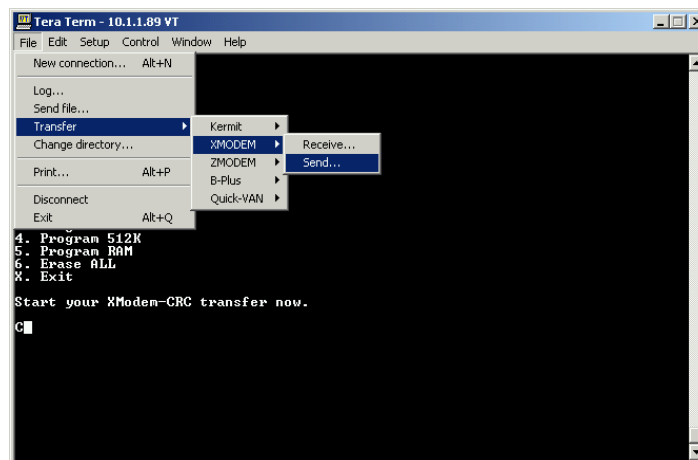 Tera Term - 10.1.1.89 VT
File Edit Setup Control Window Help
New connection... Alt+N
Log...
Send file...
Transfer
Change directory...
Print... Alt+P
Disconnect
Exit Alt+Q
Kermit
XMODEM
ZMODEM
B-Plus
Quick-VAN
Receive...
Send...
4. Program 512K
5. Program RAM
6. Erase ALL
X. Exit
Start your XModem-CRC transfer now.
C